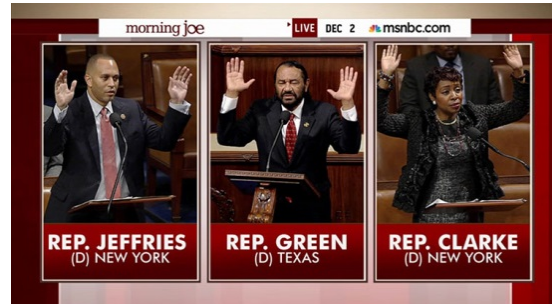 morning joe
LIVE DEC 2 msnbc.com
REP. JEFFRIES
(D) NEW YORK
REP. GREEN
(D) TEXAS
REP. CLARKE
(D) NEW YORK